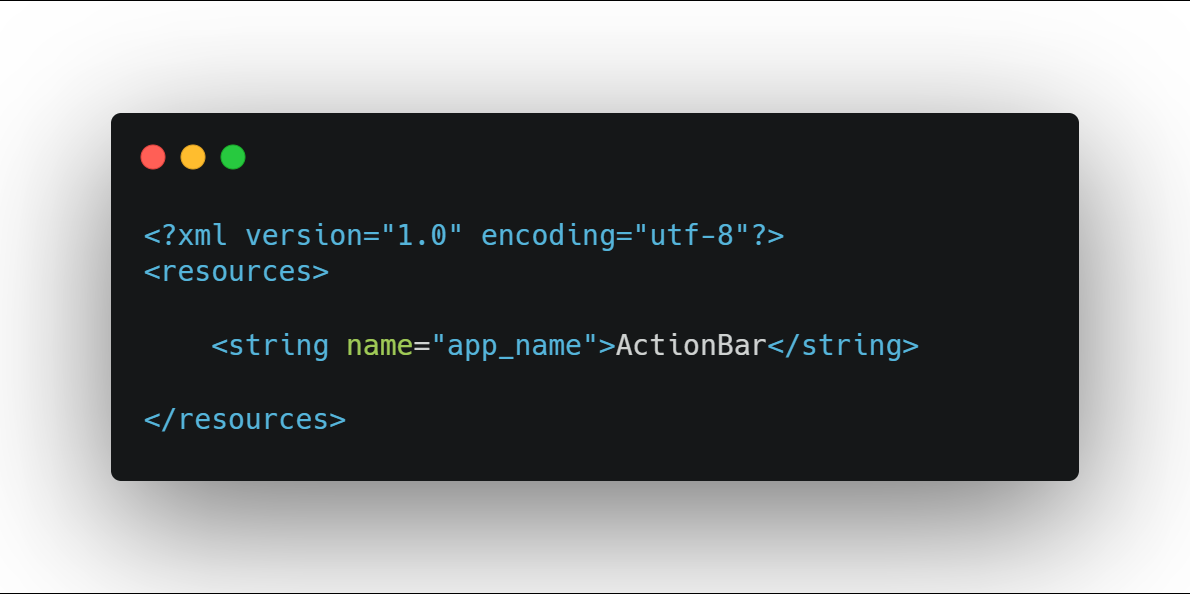 <?xml version="1.0" encoding="utf-8"?>
<resources>
    <string name="app_name">ActionBar</string>
</resources>